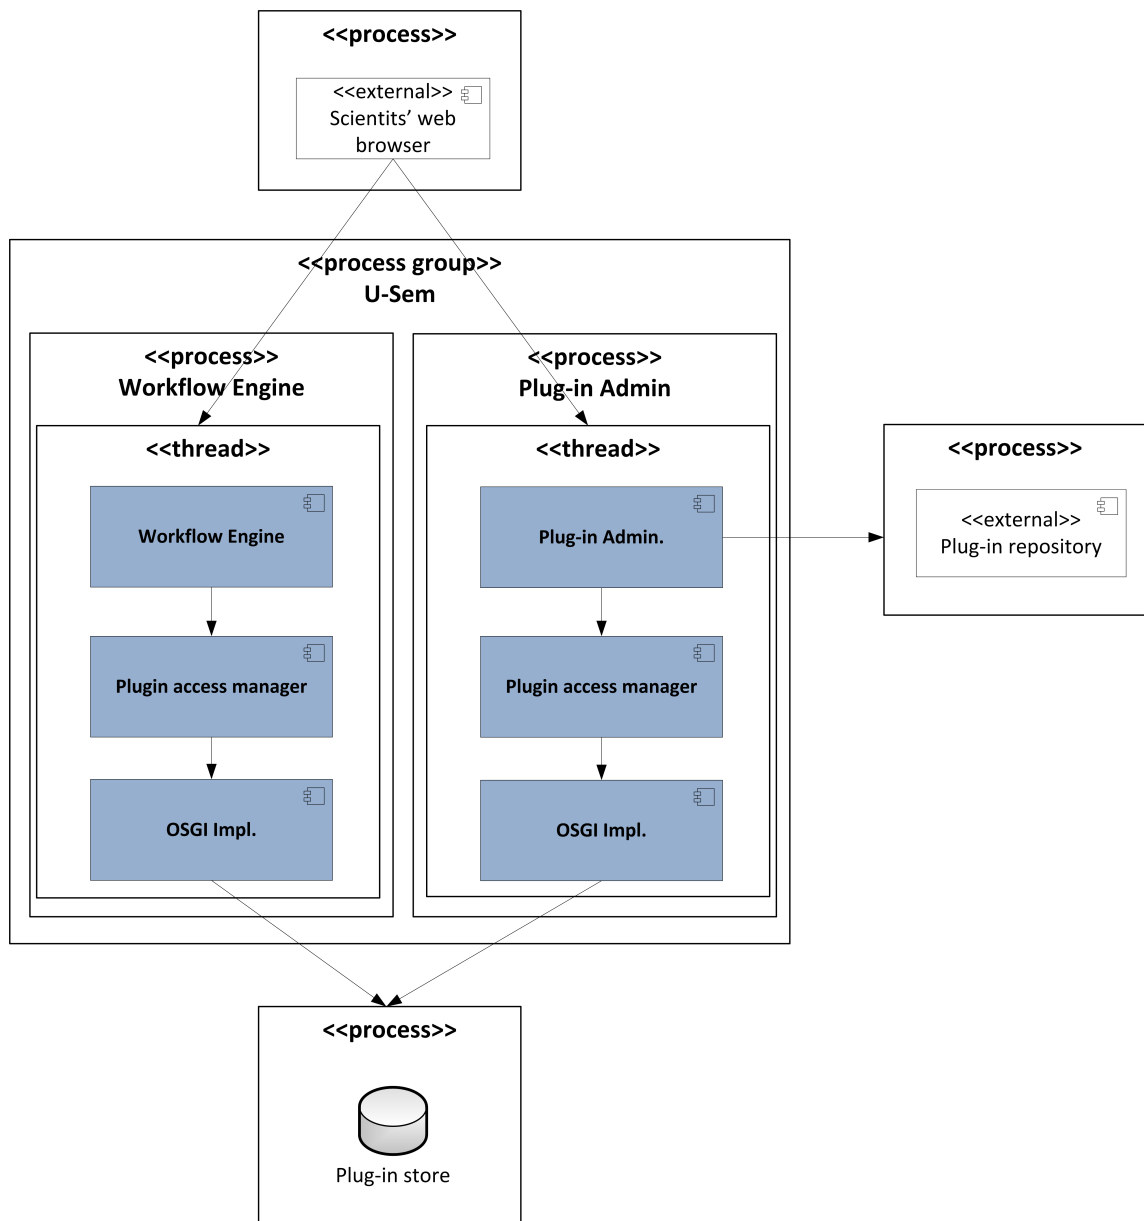 <<process>>
<<external>>
Scientits’ web
browser
<<process group>>
U-Sem
<<process>>
Workflow Engine
<<thread>>
Workflow Engine
Plugin access manager
OSGI Impl.
<<process>>
Plug-in Admin
<<thread>>
Plug-in Admin.
Plugin access manager
OSGI Impl.
<<process>>
<<external>>
Plug-in repository
<<process>>
Plug-in store